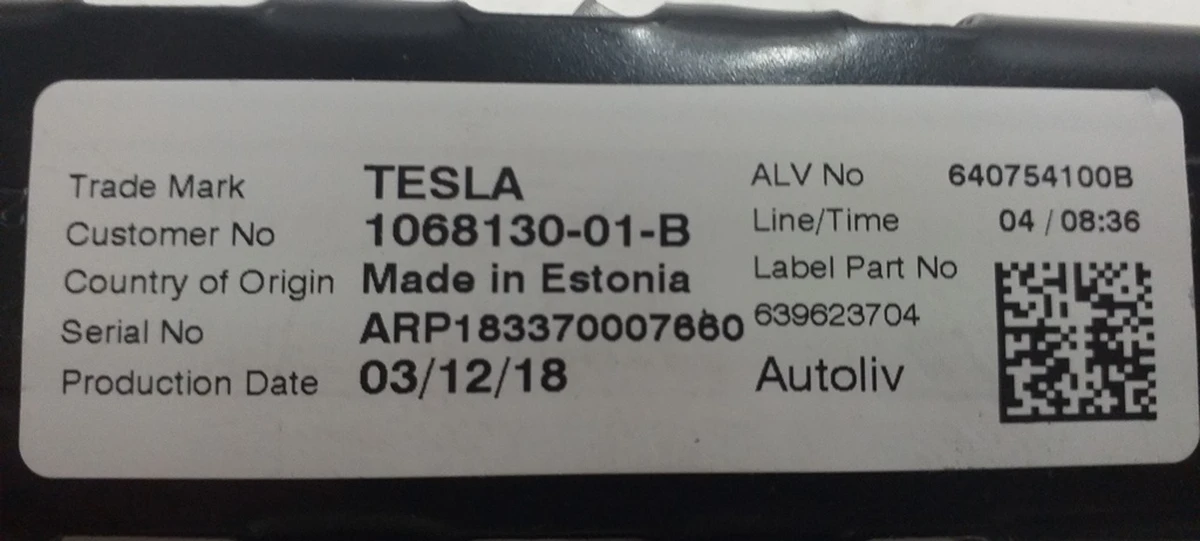 Trade Mark TESLA
Customer No 1068130-01-B
Country of Origin Made in Estonia
Serial No ARP183370007660
Production Date 03/12/18
ALV No 640754100B
Line/Time 04 / 08:36
Label Part No
639623704
Autoliv